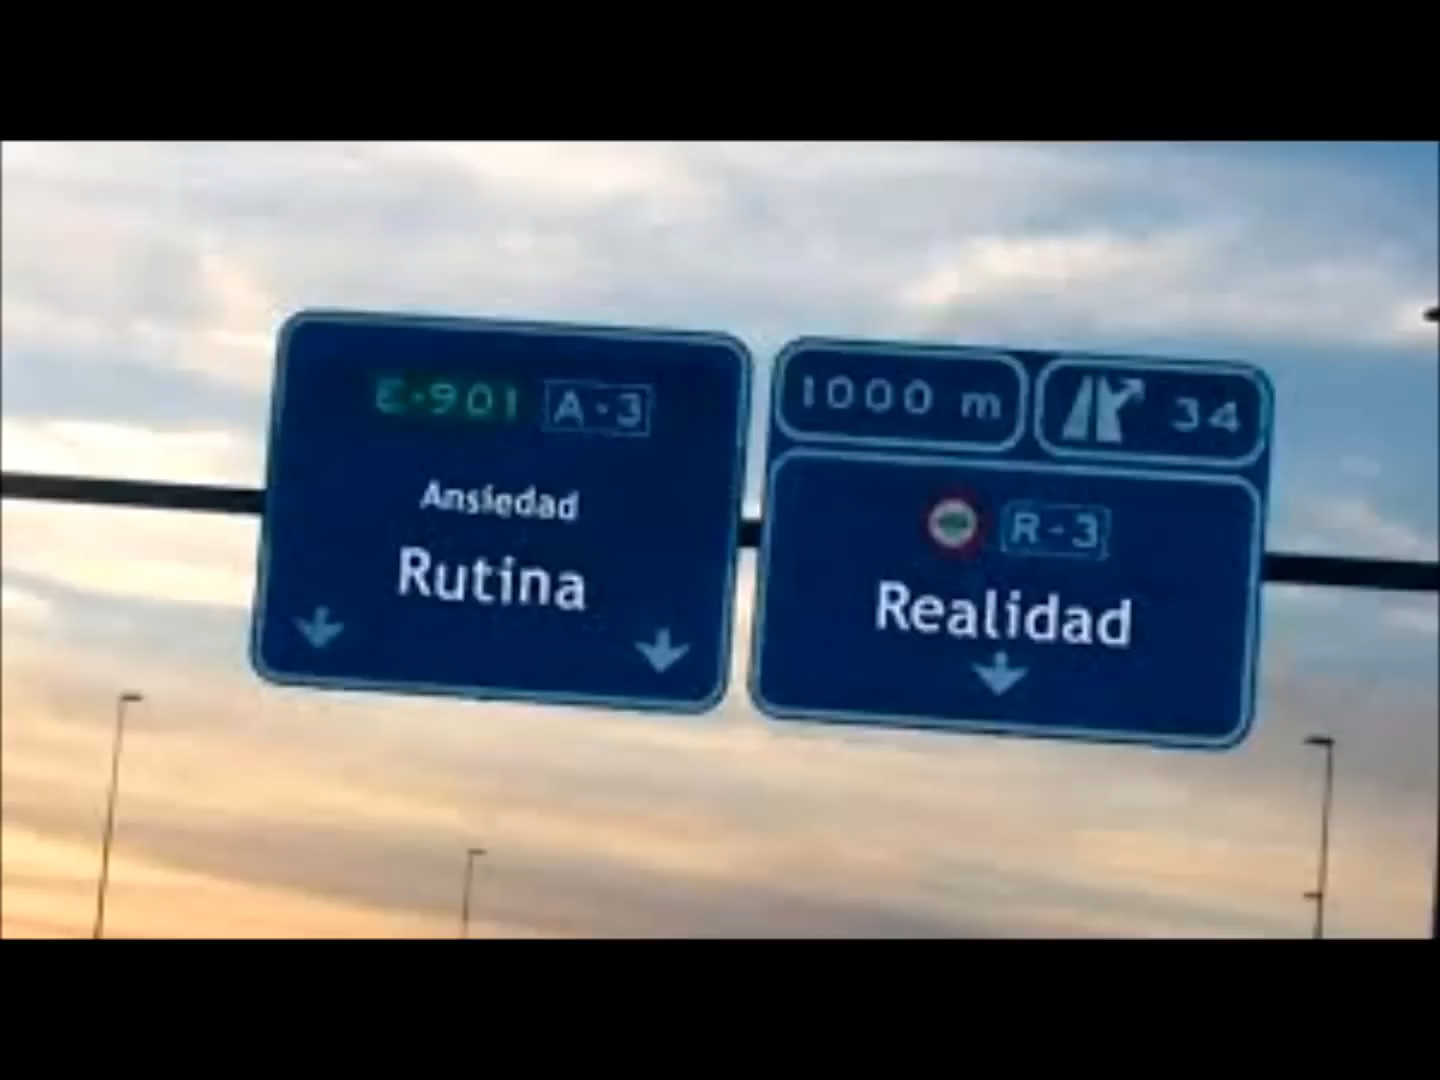 E-901 A-3
Ansiedad
Rutina
1000 m 34
R-3
Realidad